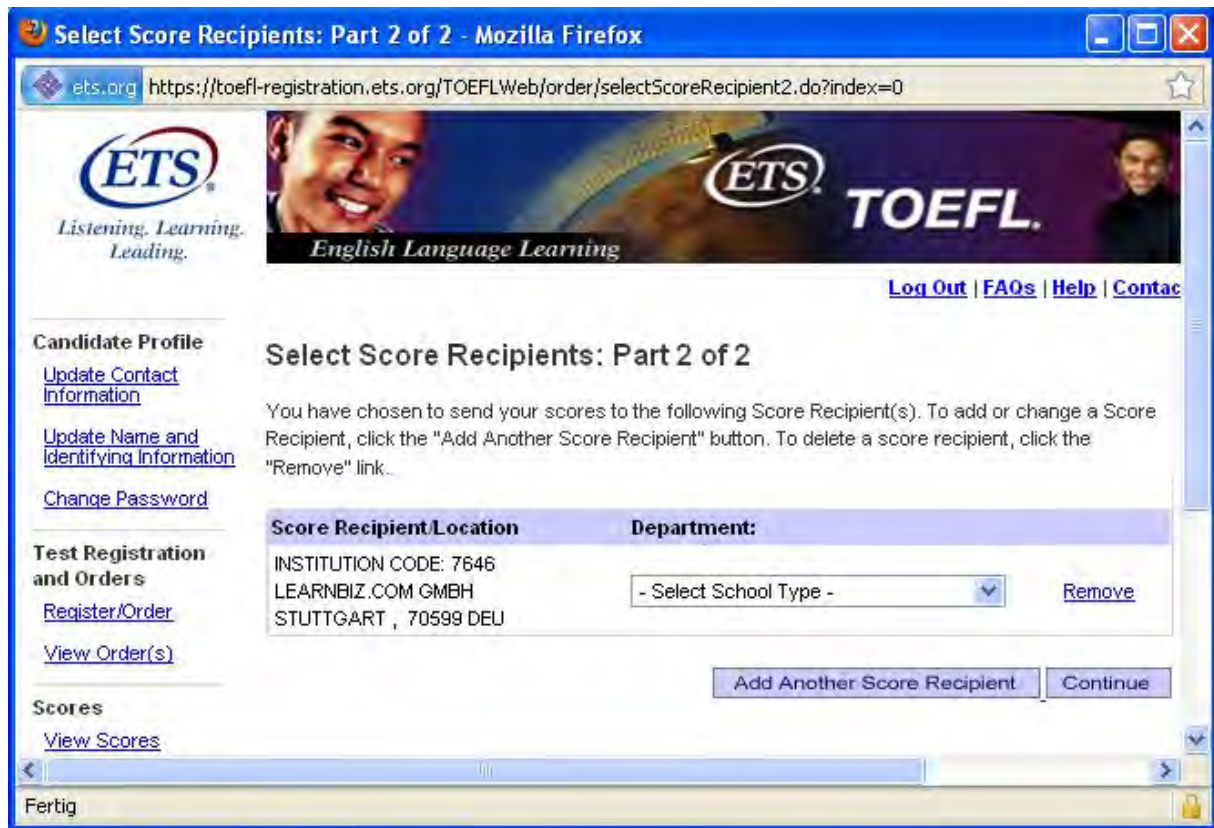 Select Score Recipients: Part 2 of 2 - Mozilla Firefox
ets.org https://toefl-registration.ets.org/TOEFLWeb/order/selectScoreRecipient2.do?index=0
ETS
Listening. Learning.
Leading.
ETS TOEFL.
English Language Learning
Log Out | FAQs | Help | Contac
Candidate Profile
Update Contact
Information
Update Name and
Identifying Information
Change Password
Test Registration
and Orders
Register/Order
View Order(s)
Scores
View Scores
Select Score Recipients: Part 2 of 2
You have chosen to send your scores to the following Score Recipient(s). To add or change a Score
Recipient, click the "Add Another Score Recipient" button. To delete a score recipient, click the
"Remove" link.
Score Recipient/Location Department:
INSTITUTION CODE: 7646
LEARNBIZ.COM GMBH
STUTTGART , 70599 DEU
- Select School Type -
Remove
Add Another Score Recipient Continue
Fertig